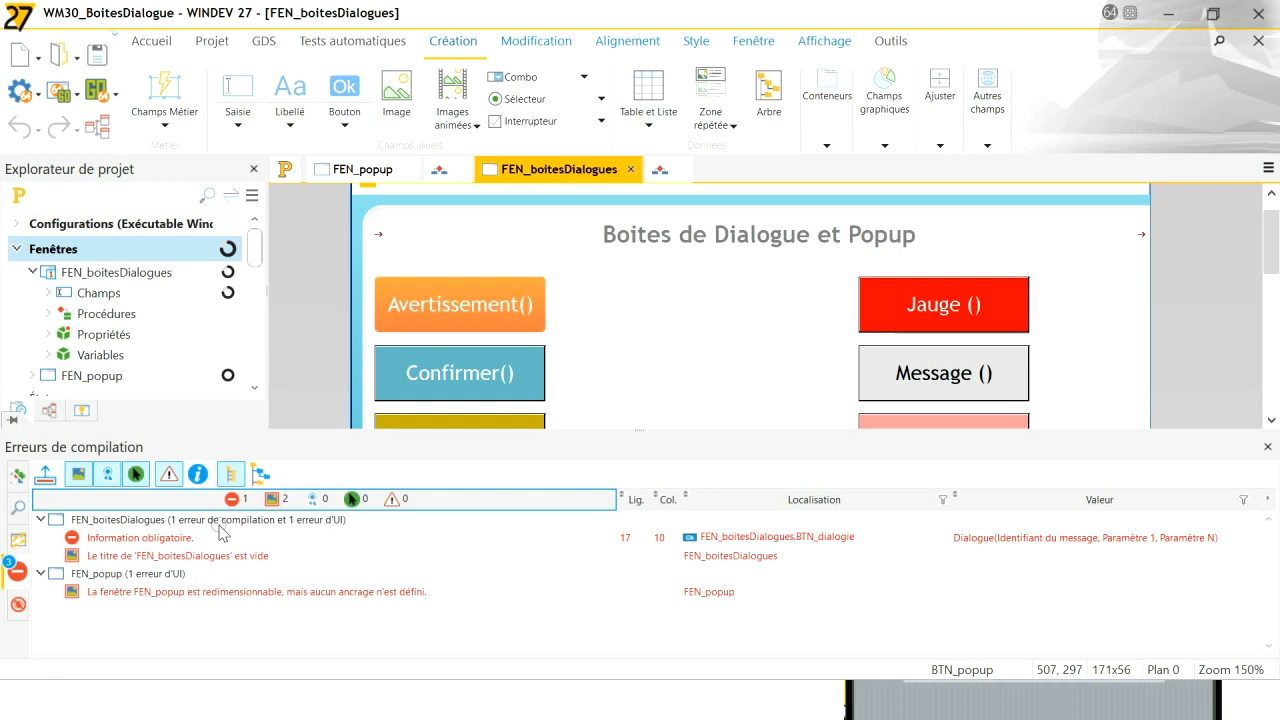 27 WM30_BoitesDialogue - WINDEV 27 - [FEN_boitesDialogues]
64
Accueil Projet GDS Tests automatiques Création Modification Alignement Style Fenêtre Affichage Outils
Champs Métier
Saisie
Aa
Libellé
Ok
Bouton
Image
Images animées
Combo
Sélecteur
Interrupteur
Table et Liste
Zone répétée
Arbre
Conteneurs
Champs graphiques
Ajuster
Autres champs
Métier
Champs usuels
Données
Explorateur de projet
FEN_popup
FEN_boitesDialogues
Configurations (Exécutable Winc
Fenêtres
FEN_boitesDialogues
Champs
Procédures
Propriétés
Variables
FEN_popup
Boites de Dialogue et Popup
Avertissement()
Jauge ()
Confirmer()
Message ()
Erreurs de compilation
1 2 0 0 0
Lig. Col. Localisation Valeur
FEN_boitesDialogues (1 erreur de compilation et 1 erreur d'UI)
Information obligatoire. 17 10 FEN_boitesDialogues.BTN_dialogie Dialogue(Identifiant du message, Paramètre 1, Paramètre N)
Le titre de 'FEN_boitesDialogues' est vide FEN_boitesDialogues
3
FEN_popup (1 erreur d'UI)
La fenêtre FEN_popup est redimensionnable, mais aucun ancrage n'est défini. FEN_popup
BTN_popup 507, 297 171x56 Plan 0 Zoom 150%